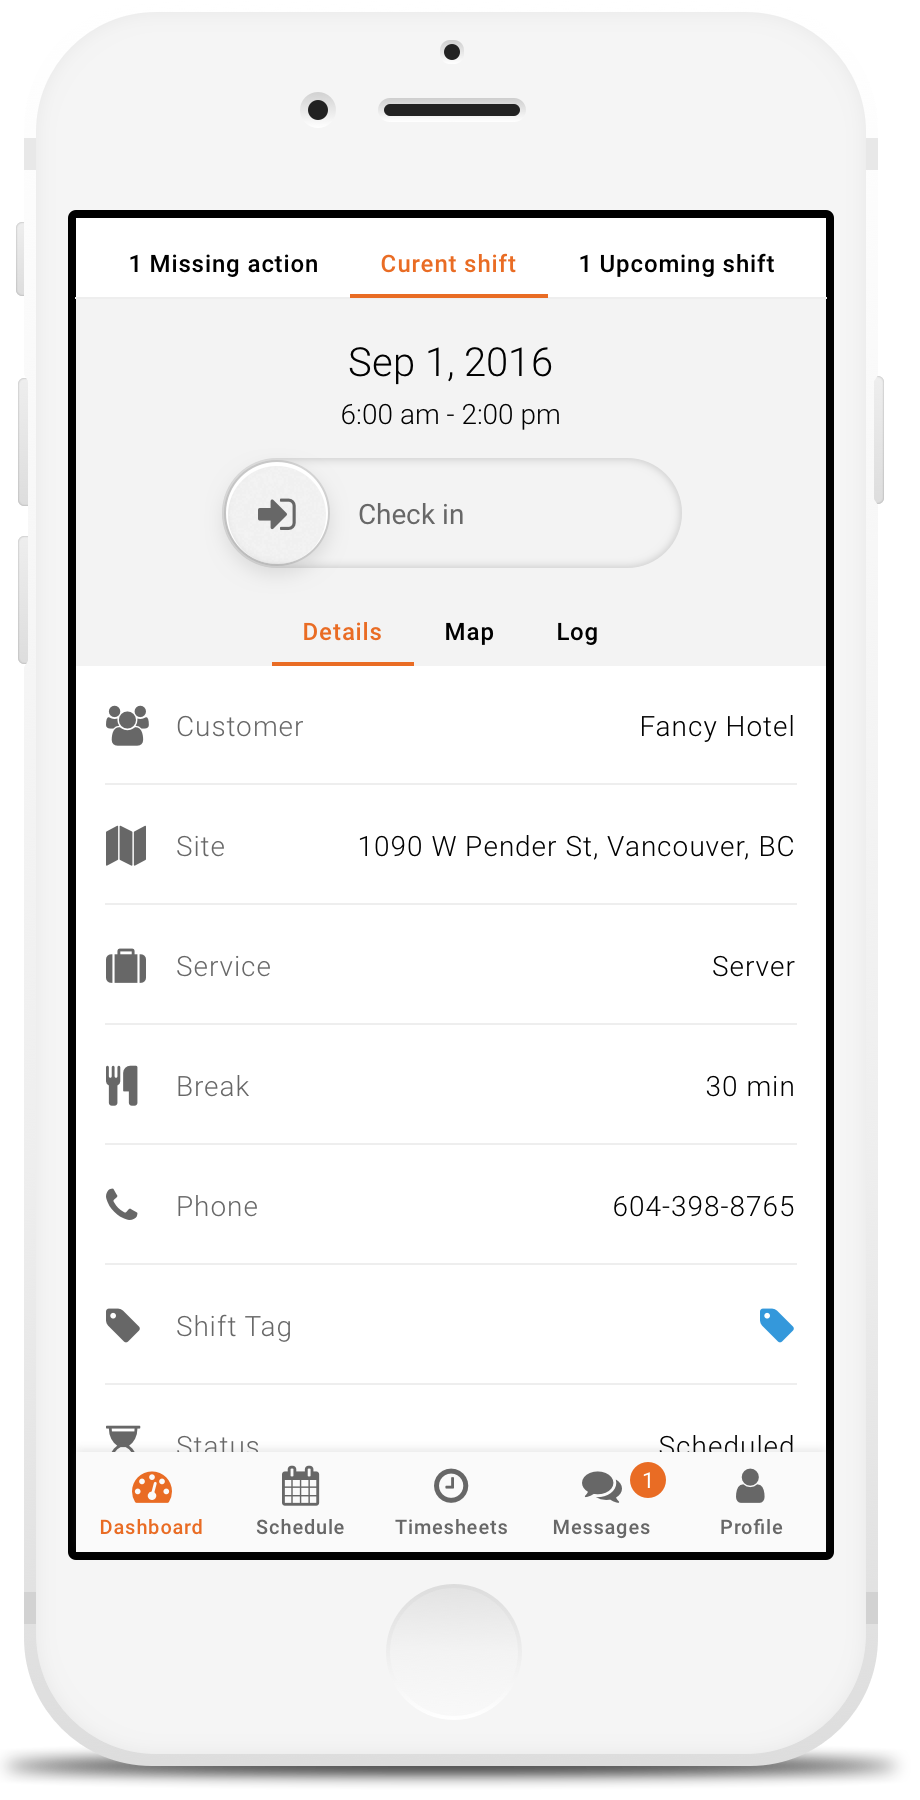 1 Missing action Curent shift 1 Upcoming shift
Sep 1, 2016
6:00 am - 2:00 pm
Check in
Details Map Log
Customer Fancy Hotel
Site 1090 W Pender St, Vancouver, BC
Service Server
Break 30 min
Phone 604-398-8765
Shift Tag
Status Scheduled
1
Dashboard Schedule Timesheets Messages Profile